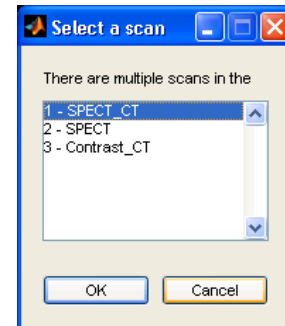 Select a scan
There are multiple scans in the
1 - SPECT_CT
2 - SPECT
3 - Contrast_CT
OK Cancel